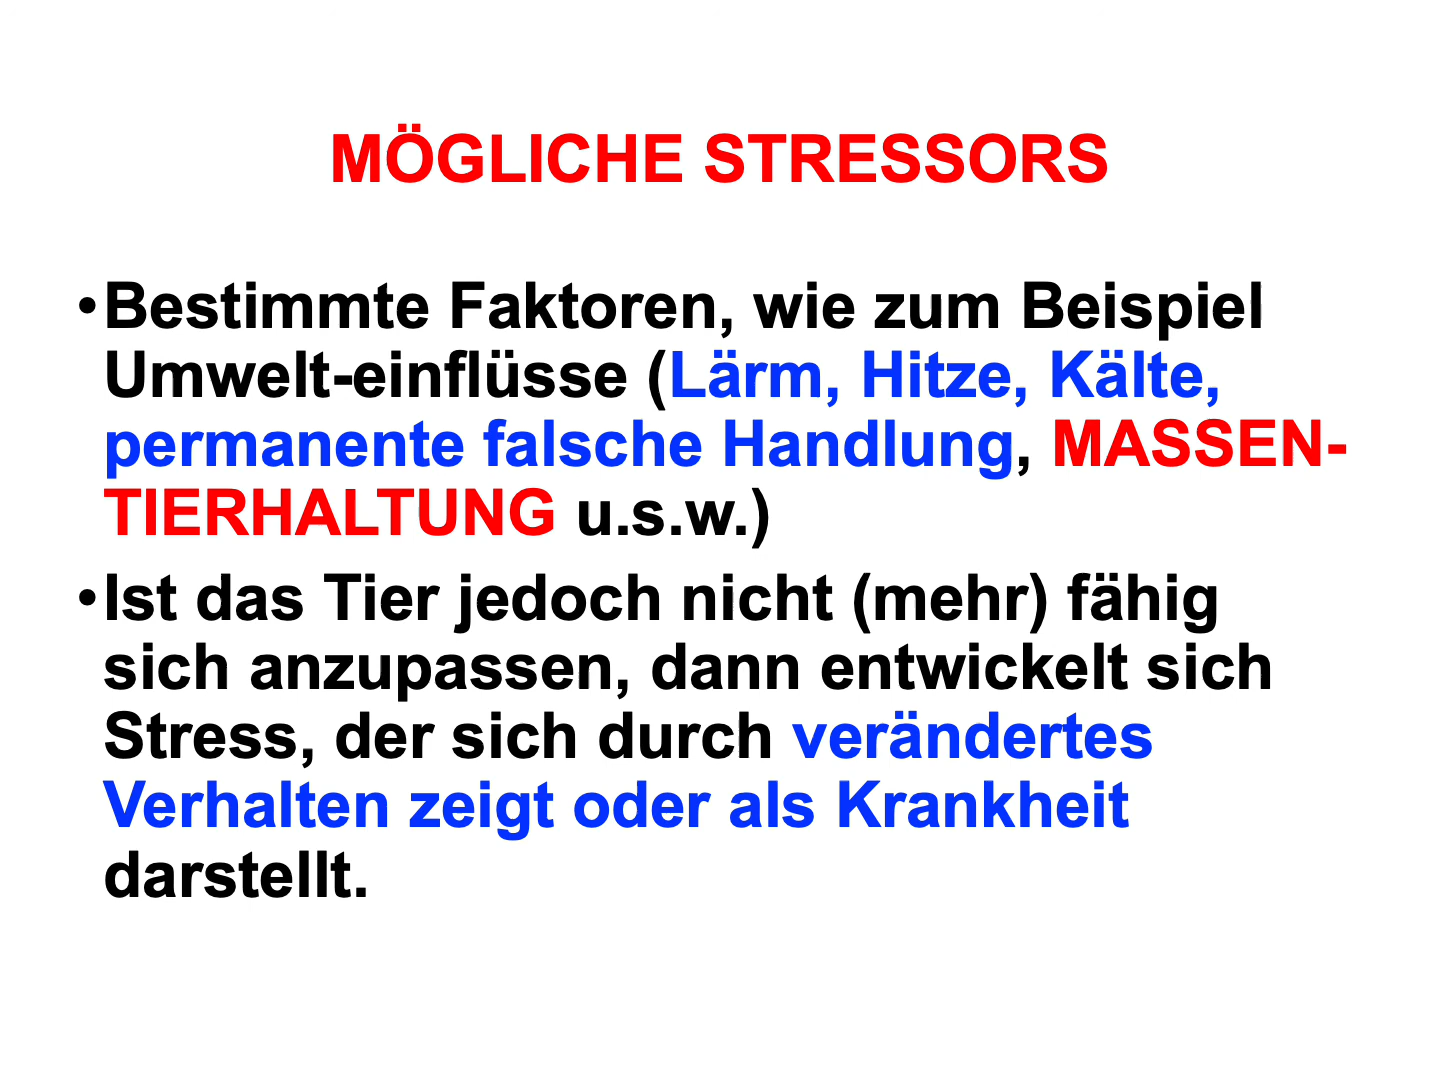 MÖGLICHE STRESSORS
•Bestimmte Faktoren, wie zum Beispiel
Umwelt-einflüsse (Lärm, Hitze, Kälte,
permanente falsche Handlung, MASSEN-
TIERHALTUNG u.s.w.)
•Ist das Tier jedoch nicht (mehr) fähig
sich anzupassen, dann entwickelt sich
Stress, der sich durch verändertes
Verhalten zeigt oder als Krankheit
darstellt.